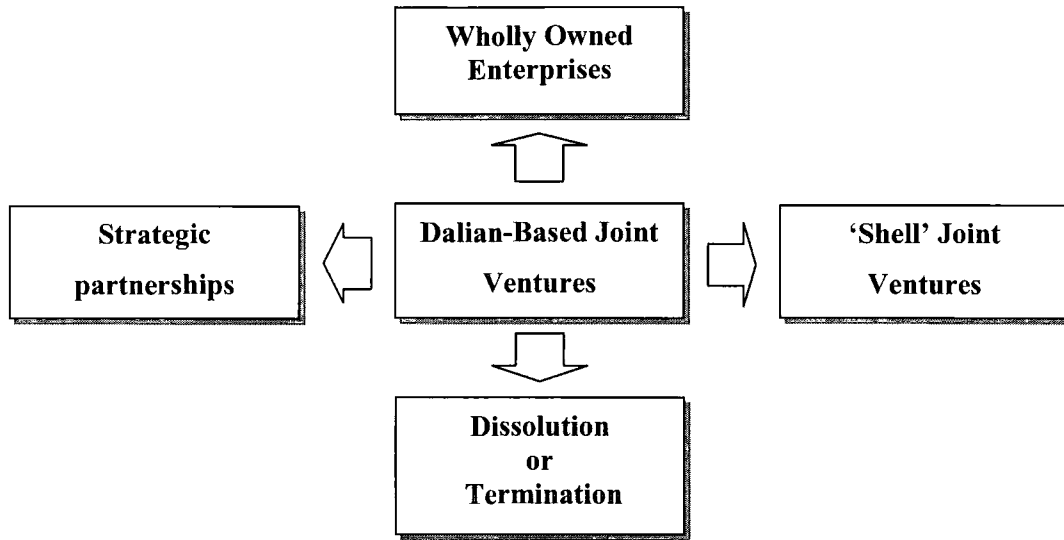 Wholly Owned
Enterprises
Strategic
partnerships
Dalian-Based Joint
Ventures
‘Shell’ Joint
Ventures
Dissolution
or
Termination